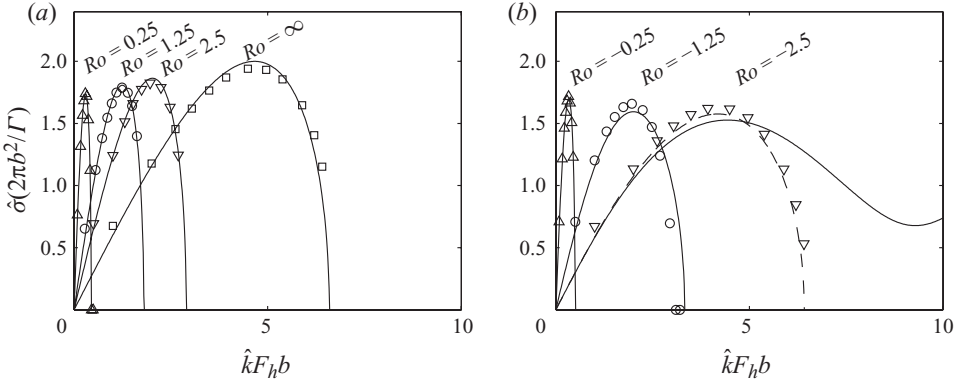 (a)
(b)
Ro = 0.25
Ro = 1.25
Ro = 2.5
Ro = ∞
Ro = −0.25
Ro = −1.25
Ro = −2.5
2.0
1.5
1.0
0.5
0
5
10
2.0
1.5
1.0
0.5
0
5
10
σ̂(2πb²/Γ)
k̂F_h b
k̂F_h b